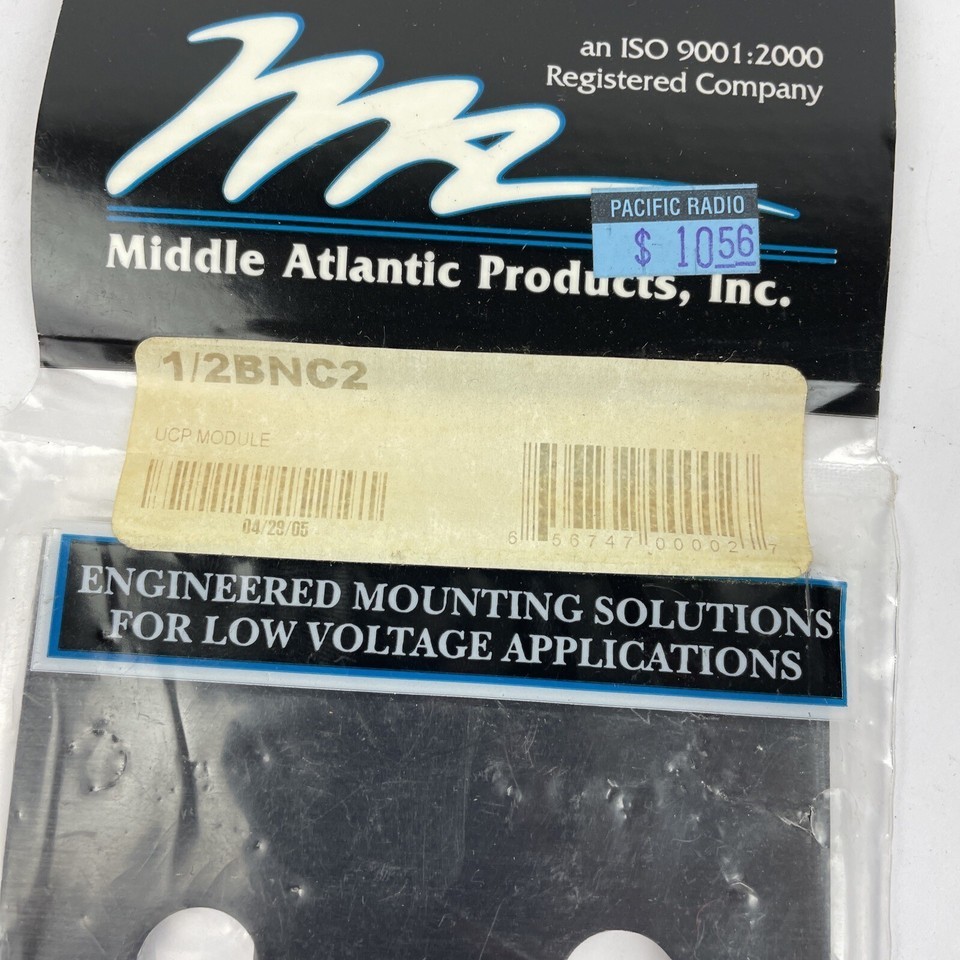 an ISO 9001:2000
Registered Company
PACIFIC RADIO
$ 1056
Middle Atlantic Products, Inc.
1/2BNC2
UCP MODULE
04/29/05
6 56747 00002 7
ENGINEERED MOUNTING SOLUTIONS
FOR LOW VOLTAGE APPLICATIONS